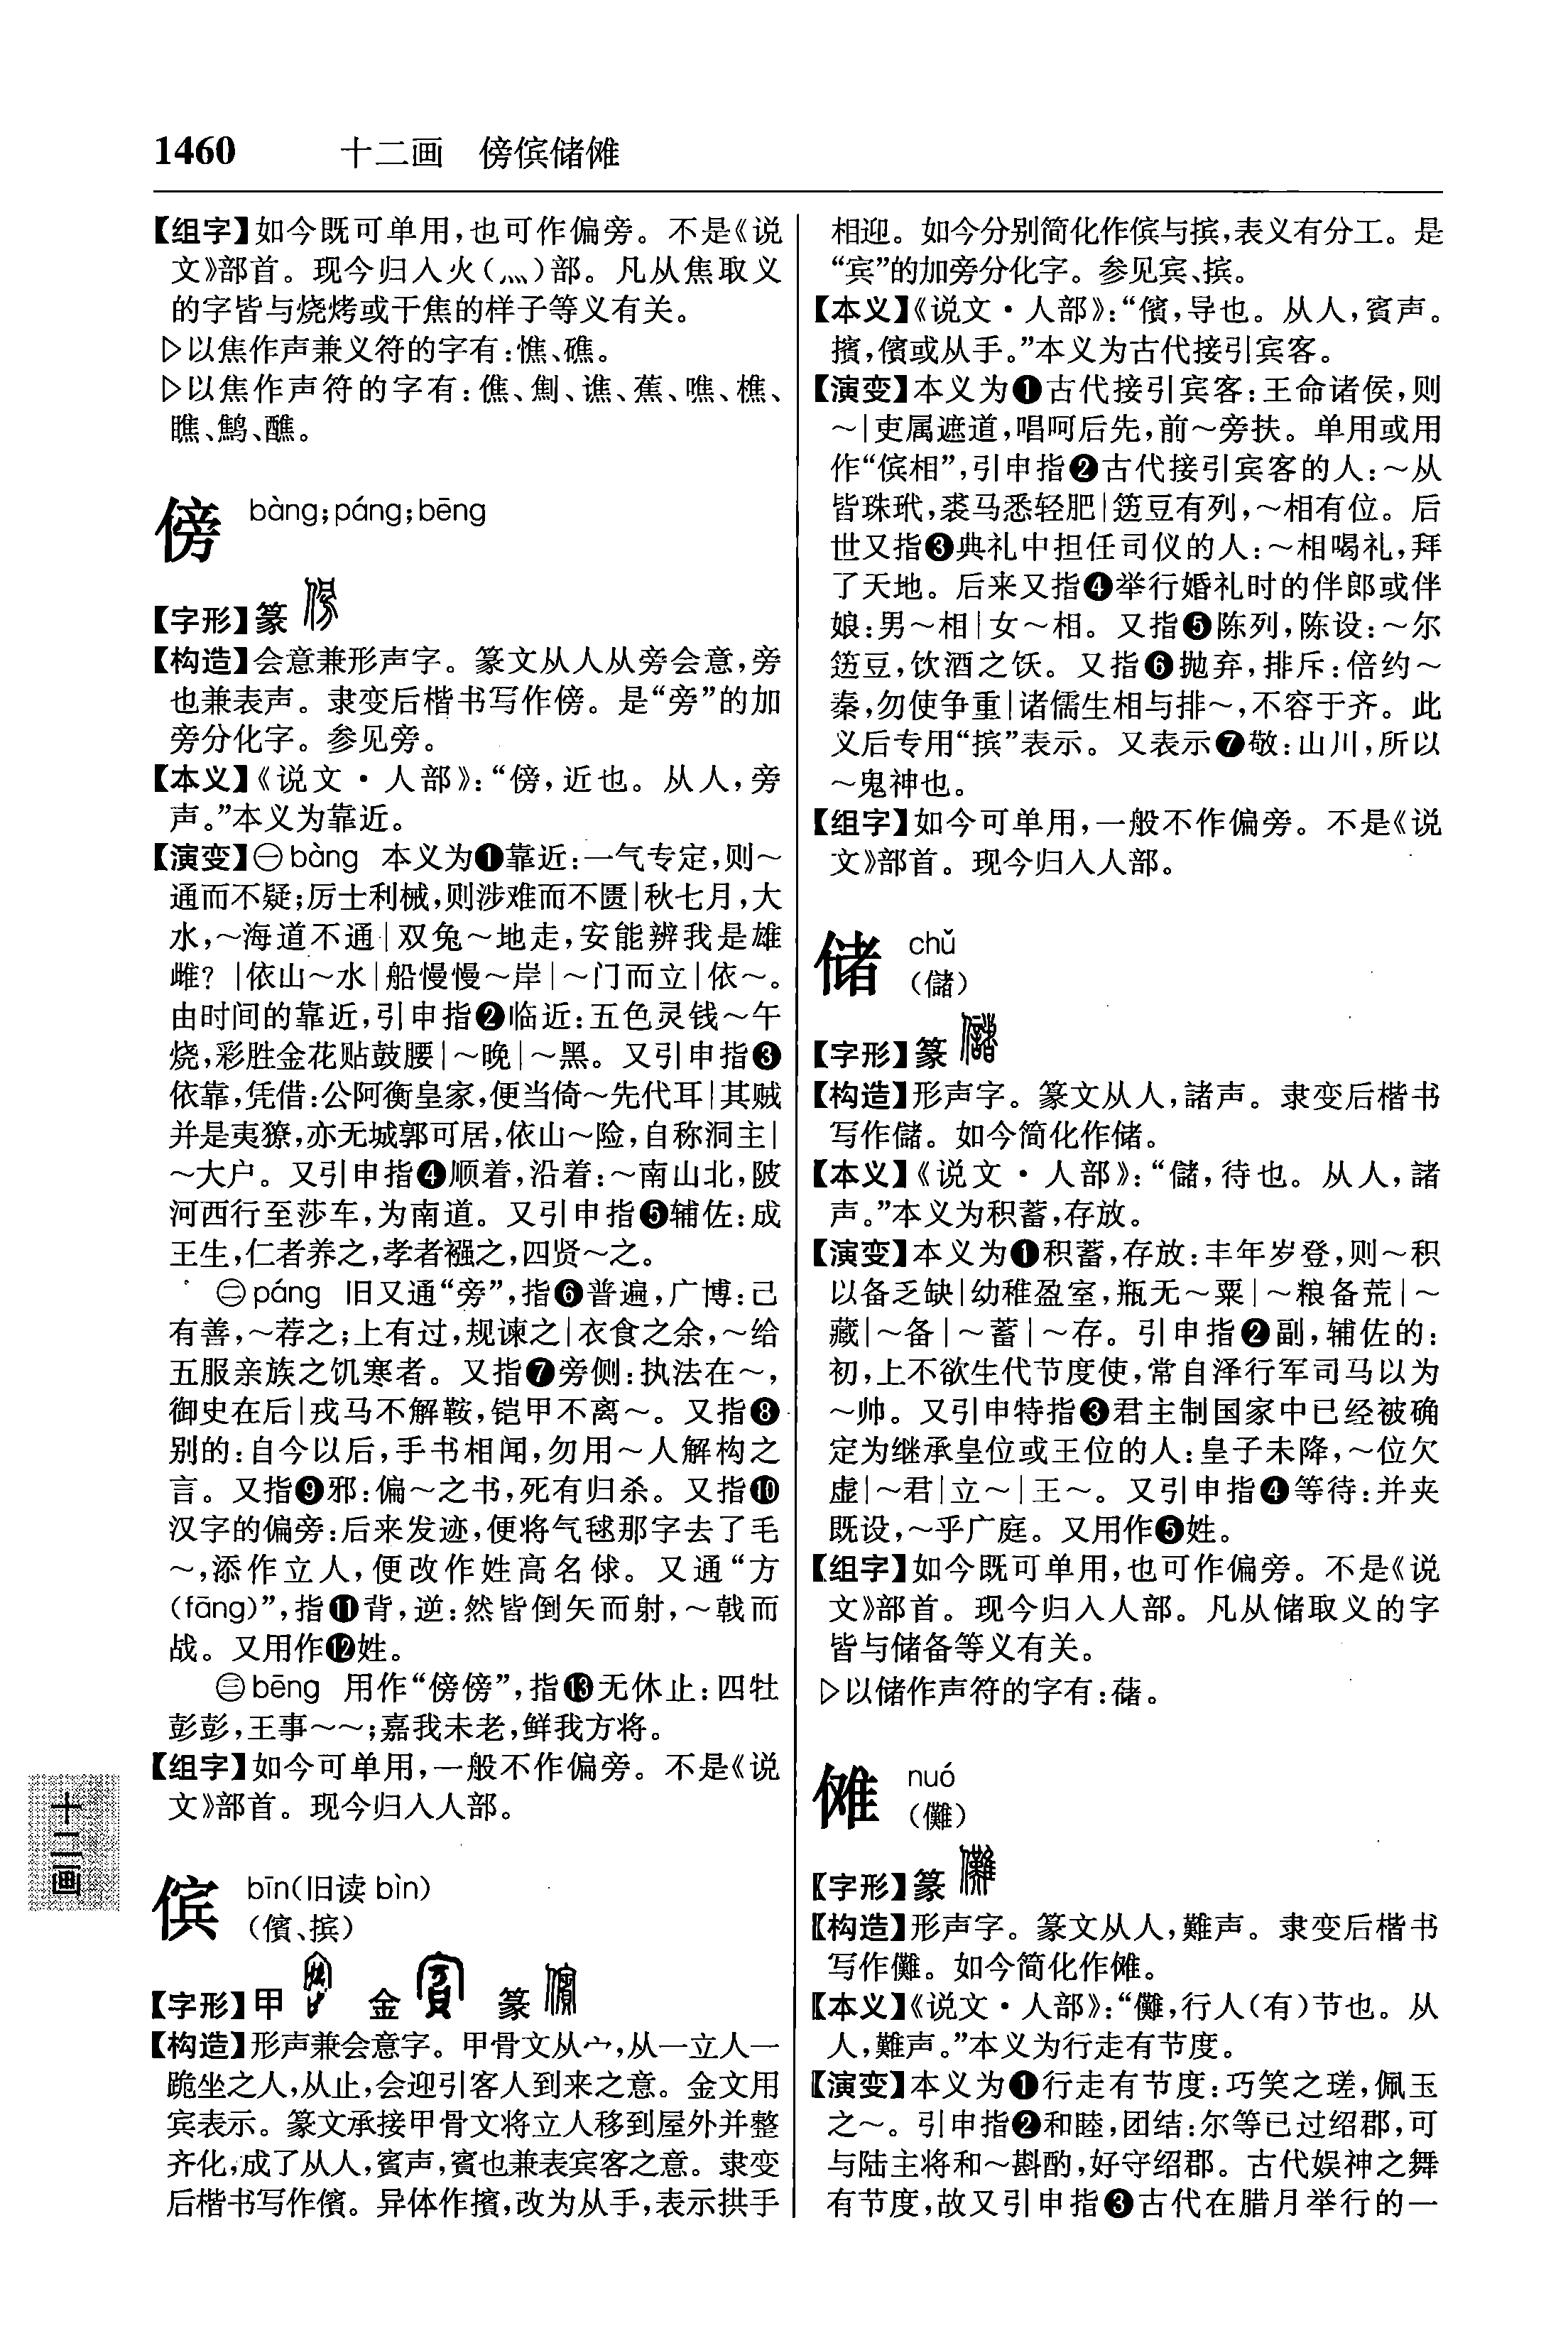 1460 十二画 傍傧储傩
【组字】如今既可单用,也可作偏旁。不是《说
文》部首。现今归入火(灬)部。凡从焦取义
的字皆与烧烤或干焦的样子等义有关。
▷以焦作声兼义符的字有:憔、礁。
▷以焦作声符的字有:僬、劁、谯、蕉、噍、樵、
瞧、鹪、醮。
傍 bàng;páng;bēng
【字形】篆
【构造】会意兼形声字。篆文从人从旁会意,旁
也兼表声。隶变后楷书写作傍。是“旁”的加
旁分化字。参见旁。
【本义】《说文·人部》:“傍,近也。从人,旁
声。”本义为靠近。
【演变】㊀bàng 本义为❶靠近:一气专定,则～
通而不疑;厉士利械,则涉难而不匮|秋七月,大
水,～海道不通|双兔～地走,安能辨我是雄
雌? |依山～水|船慢慢～岸|～门而立|依～。
由时间的靠近,引申指❷临近:五色灵钱～午
烧,彩胜金花贴鼓腰|～晚|～黑。又引申指❸
依靠,凭借:公阿衡皇家,便当倚～先代耳|其贼
并是夷獠,亦无城郭可居,依山～险,自称洞主|
～大户。又引申指❹顺着,沿着:～南山北,陂
河西行至莎车,为南道。又引申指❺辅佐:成
王生,仁者养之,孝者襁之,四贤～之。
㊁páng 旧又通“旁”,指❻普遍,广博:己
有善,～荐之;上有过,规谏之|衣食之余,～给
五服亲族之饥寒者。又指❼旁侧:执法在～,
御史在后|戎马不解鞍,铠甲不离～。又指❽
别的:自今以后,手书相闻,勿用～人解构之
言。又指❾邪:偏～之书,死有归杀。又指❿
汉字的偏旁:后来发迹,便将气毬那字去了毛
～,添作立人,便改作姓高名俅。又通“方
(fāng)”,指⓫背,逆:然皆倒矢而射,～戟而
战。又用作⓬姓。
㊂bēng 用作“傍傍”,指⓭无休止:四牡
彭彭,王事～～;嘉我未老,鲜我方将。
【组字】如今可单用,一般不作偏旁。不是《说
文》部首。现今归入人部。
十二画
傧 bīn(旧读 bìn)
(儐、摈)
【字形】甲 金 篆
【构造】形声兼会意字。甲骨文从宀,从一立人一
跪坐之人,从止,会迎引客人到来之意。金文用
宾表示。篆文承接甲骨文将立人移到屋外并整
齐化,成了从人,賓声,賓也兼表宾客之意。隶变
后楷书写作儐。异体作擯,改为从手,表示拱手
相迎。如今分别简化作傧与摈,表义有分工。是
“宾”的加旁分化字。参见宾、摈。
【本义】《说文·人部》:“儐,导也。从人,賓声。
擯,儐或从手。”本义为古代接引宾客。
【演变】本义为❶古代接引宾客:王命诸侯,则
～|吏属遮道,唱呵后先,前～旁扶。单用或用
作“傧相”,引申指❷古代接引宾客的人:～从
皆珠玳,裘马悉轻肥|笾豆有列,～相有位。后
世又指❸典礼中担任司仪的人:～相喝礼,拜
了天地。后来又指❹举行婚礼时的伴郎或伴
娘:男～相|女～相。又指❺陈列,陈设:～尔
笾豆,饮酒之饫。又指❻抛弃,排斥:倍约～
秦,勿使争重|诸儒生相与排～,不容于齐。此
义后专用“摈”表示。又表示❼敬:山川,所以
～鬼神也。
【组字】如今可单用,一般不作偏旁。不是《说
文》部首。现今归入人部。
储 chǔ
(儲)
【字形】篆
【构造】形声字。篆文从人,諸声。隶变后楷书
写作儲。如今简化作储。
【本义】《说文·人部》:“儲,待也。从人,諸
声。”本义为积蓄,存放。
【演变】本义为❶积蓄,存放:丰年岁登,则～积
以备乏缺|幼稚盈室,瓶无～粟|～粮备荒|～
藏|～备|～蓄|～存。引申指❷副,辅佐的:
初,上不欲生代节度使,常自泽行军司马以为
～帅。又引申特指❸君主制国家中已经被确
定为继承皇位或王位的人:皇子未降,～位欠
虚|～君|立～|王～。又引申指❹等待:并夹
既设,～乎广庭。又用作❺姓。
【组字】如今既可单用,也可作偏旁。不是《说
文》部首。现今归入人部。凡从储取义的字
皆与储备等义有关。
▷以储作声符的字有:蕏。
傩 nuó
(儺)
【字形】篆
【构造】形声字。篆文从人,難声。隶变后楷书
写作儺。如今简化作傩。
【本义】《说文·人部》:“儺,行人(有)节也。从
人,難声。”本义为行走有节度。
【演变】本义为❶行走有节度:巧笑之瑳,佩玉
之～。引申指❷和睦,团结:尔等已过绍郡,可
与陆主将和～斟酌,好守绍郡。古代娱神之舞
有节度,故又引申指❸古代在腊月举行的一